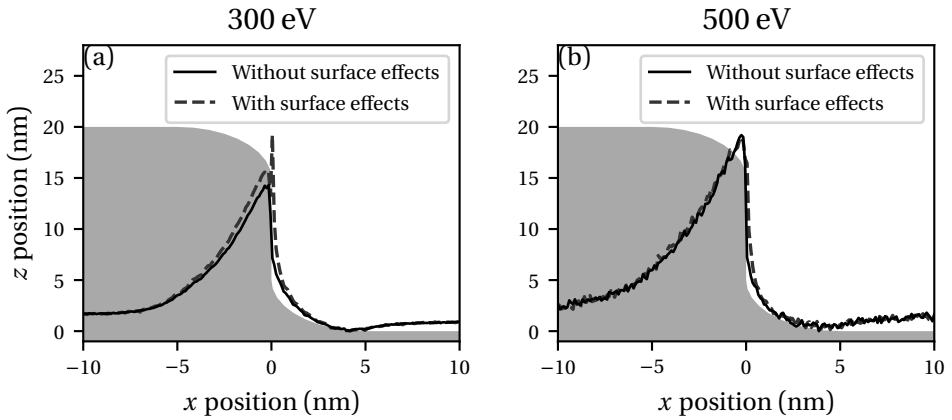 300 eV
500 eV
(a)
Without surface effects
With surface effects
(b)
Without surface effects
With surface effects
z position (nm)
25
20
15
10
5
0
25
20
15
10
5
0
−10
−5
0
5
10
−10
−5
0
5
10
x position (nm)
x position (nm)